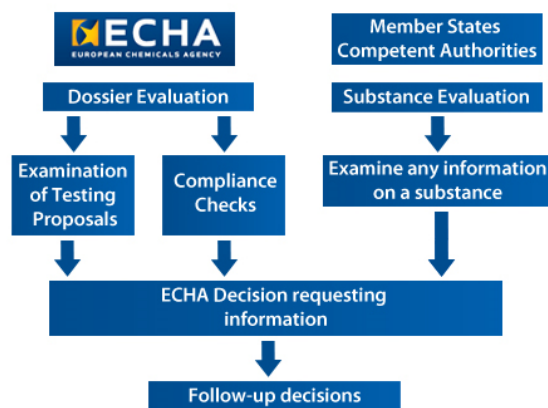 ECHA
EUROPEAN CHEMICALS AGENCY
Member States
Competent Authorities
Dossier Evaluation
Substance Evaluation
Examination
of Testing
Proposals
Compliance
Checks
Examine any information
on a substance
ECHA Decision requesting
information
Follow-up decisions